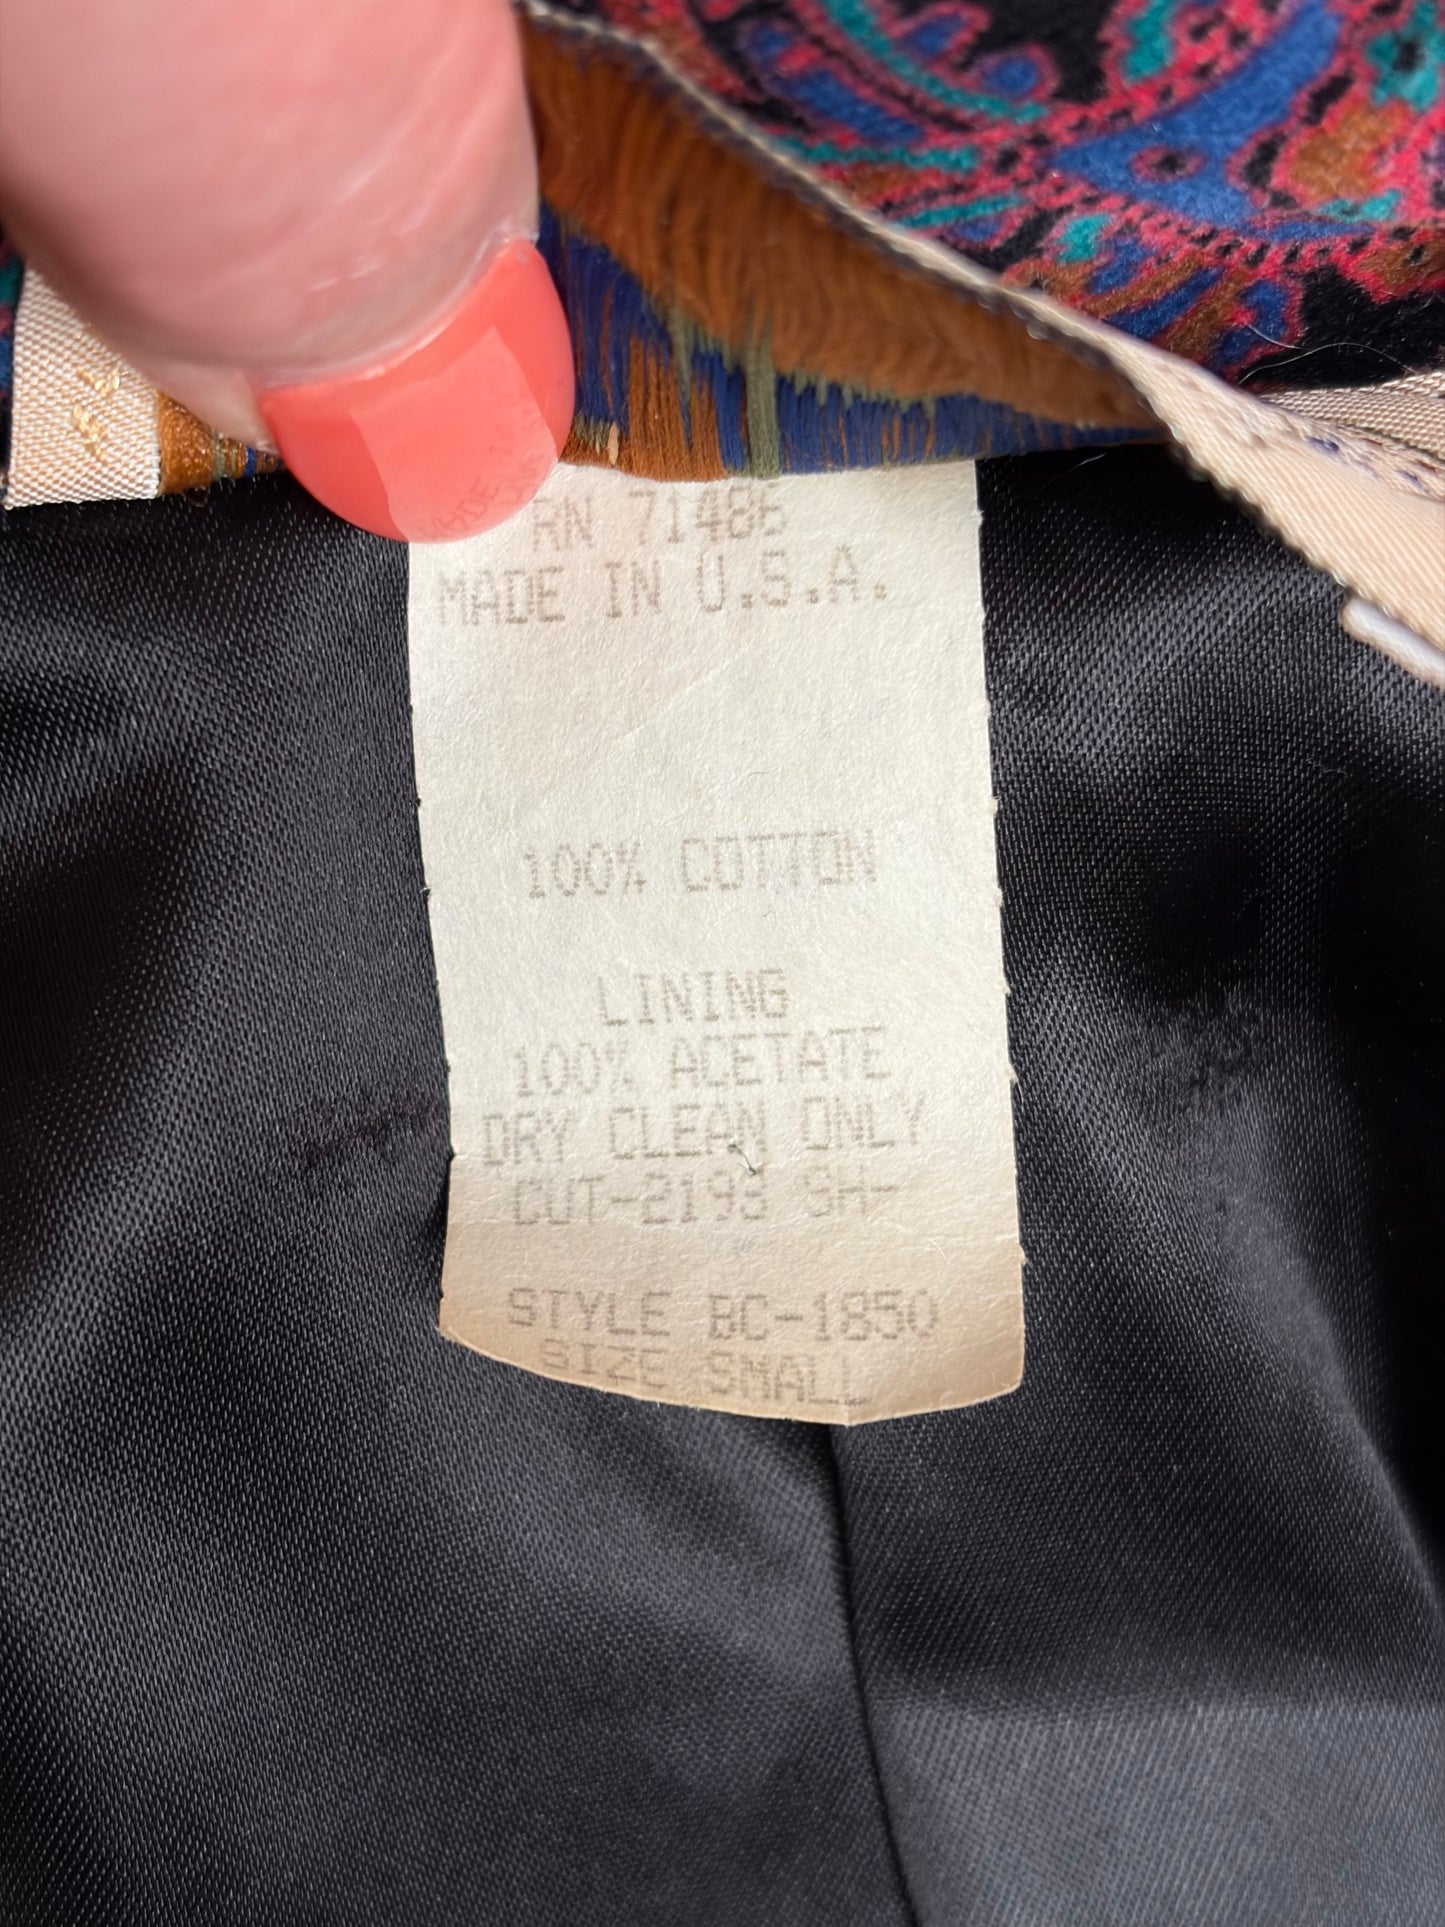 RN 71486
MADE IN U.S.A.
100% COTTON
LINING
100% ACETATE
DRY CLEAN ONLY
CUT-2193 SH-
STYLE BC-1850
SIZE SMALL